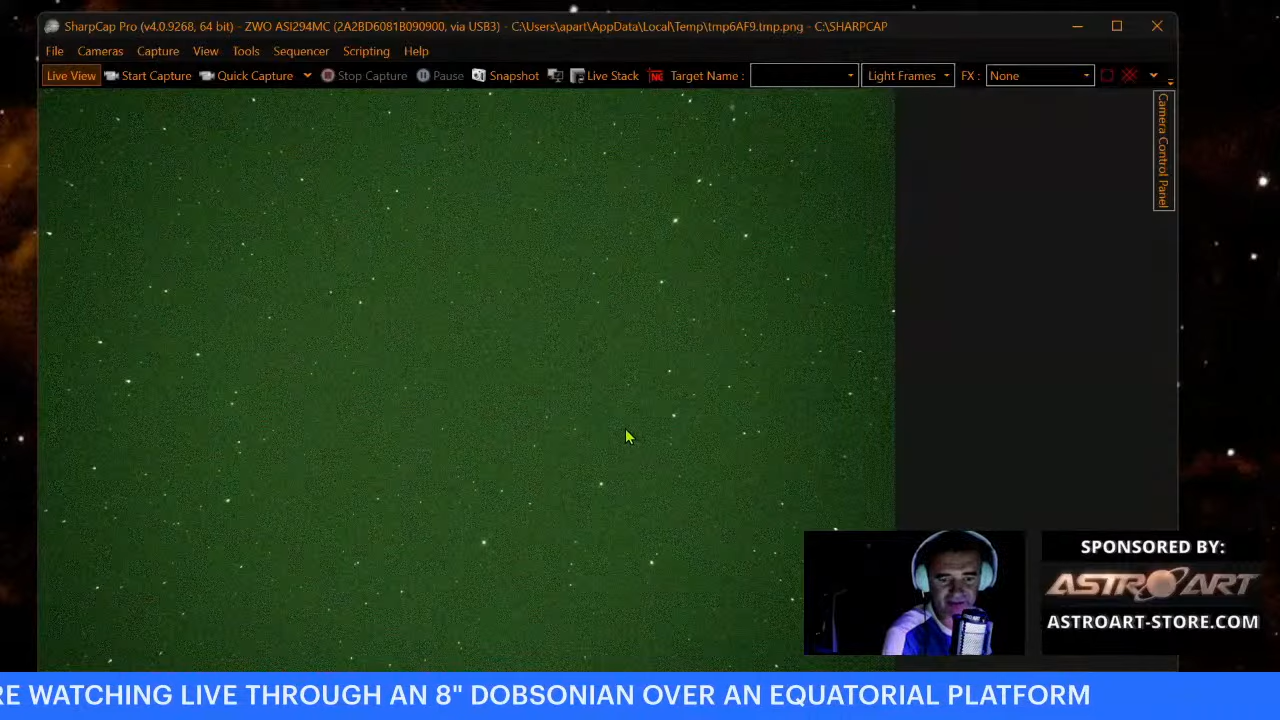 SharpCap Pro (v4.0.9268, 64 bit) - ZWO ASI294MC (2A2BD6081B090900, via USB3) - C:\Users\apart\AppData\Local\Temp\tmp6AF9.tmp.png - C:\SHARPCAP
File Cameras Capture View Tools Sequencer Scripting Help
Live View Start Capture Quick Capture Stop Capture Pause Snapshot Live Stack NC Target Name : Light Frames FX : None
Camera Control Panel
SPONSORED BY:
ASTROART
ASTROART-STORE.COM
RE WATCHING LIVE THROUGH AN 8" DOBSONIAN OVER AN EQUATORIAL PLATFORM